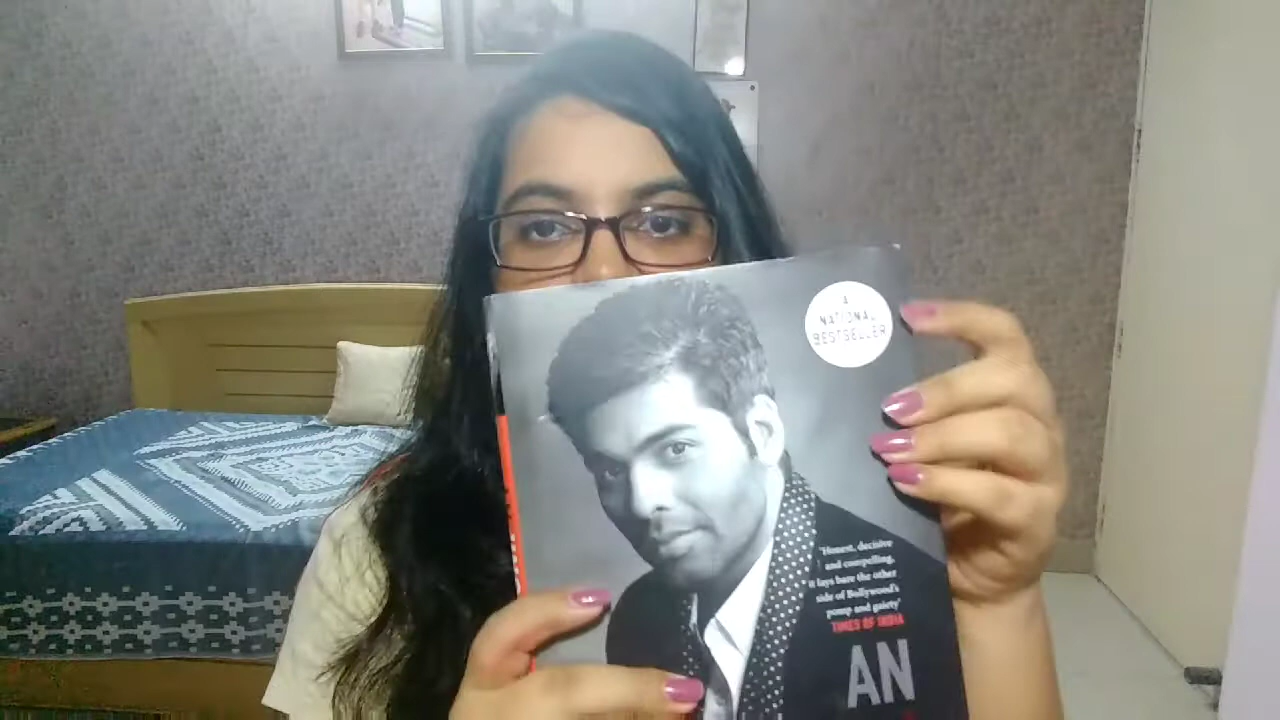 A
NATIONAL
BESTSELLER
'Honest, decisive
and compelling,
it lays bare the other
side of Bollywood's
pomp and gaiety'
TIMES OF INDIA
AN